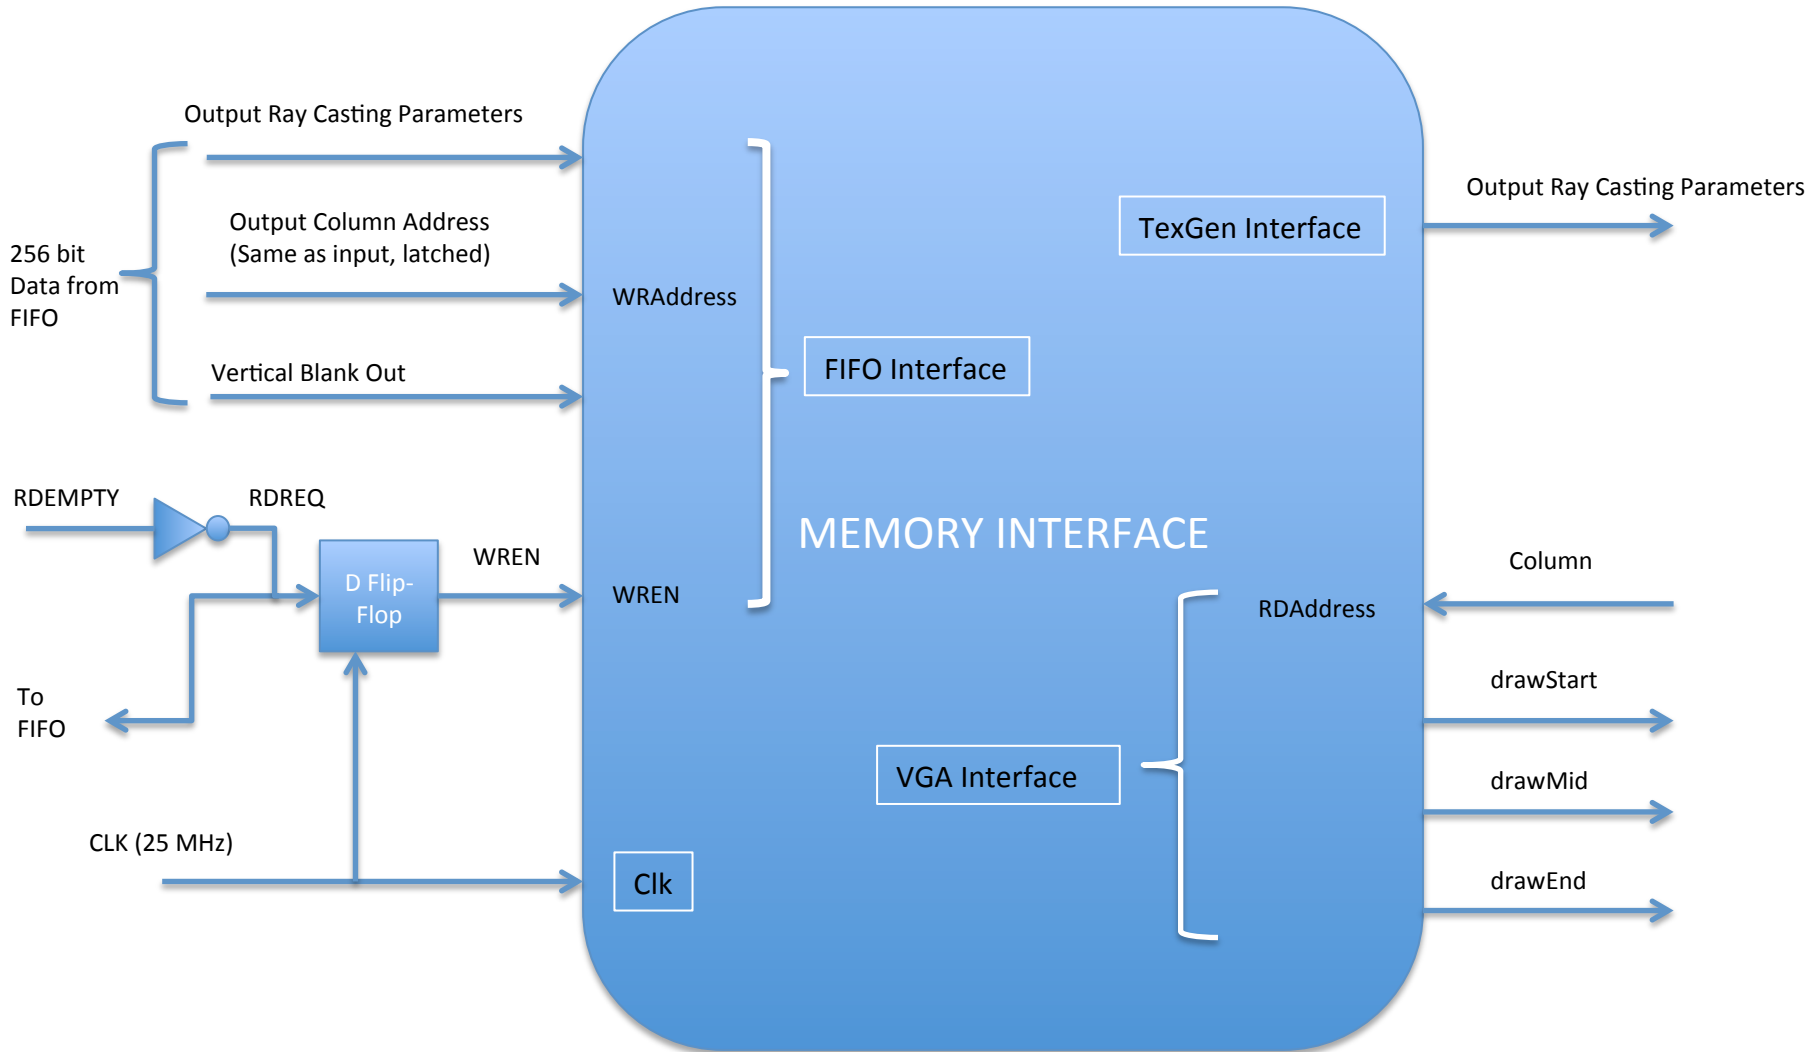 Output Ray Casting Parameters
Output Column Address
(Same as input, latched)
256 bit
Data from
FIFO
WRAddress
Vertical Blank Out
FIFO Interface
TexGen Interface
Output Ray Casting Parameters
RDEMPTY
RDREQ
D Flip-
Flop
WREN
WREN
MEMORY INTERFACE
Column
RDAddress
To
FIFO
drawStart
VGA Interface
drawMid
CLK (25 MHz)
Clk
drawEnd